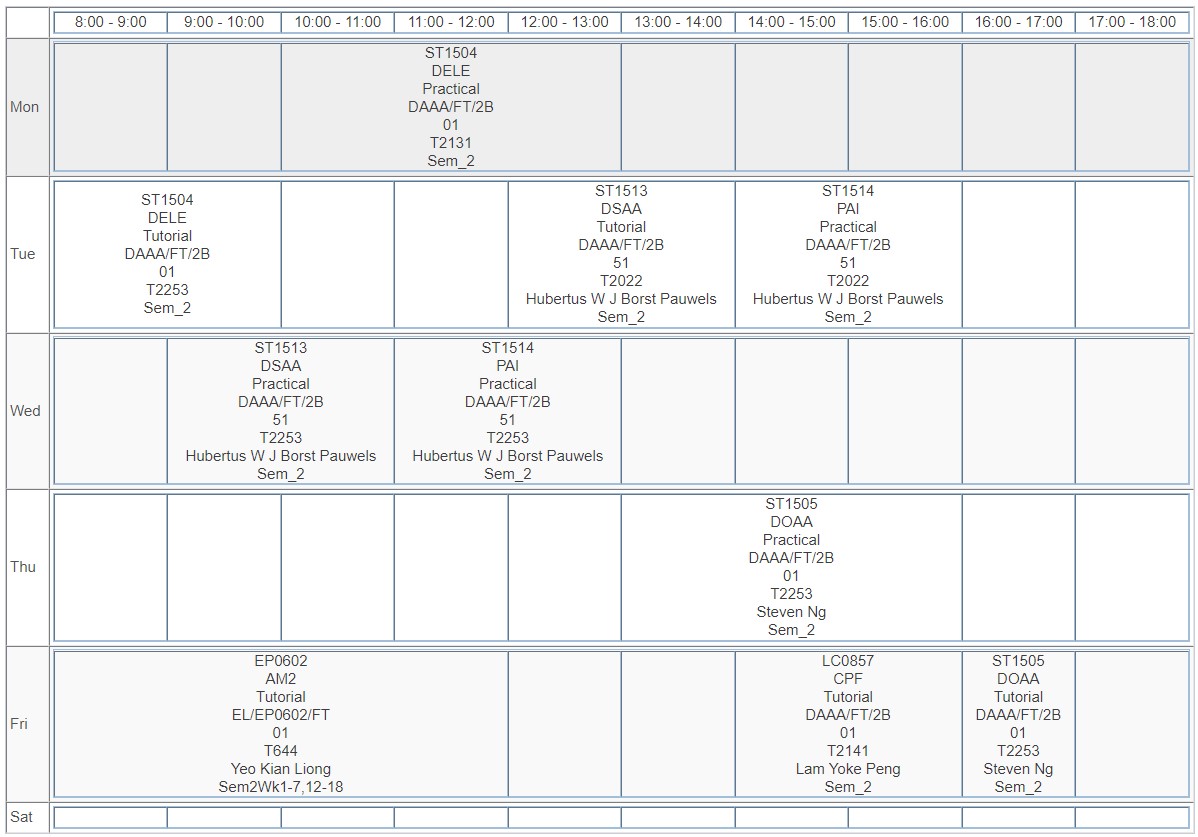 8:00 - 9:00 9:00 - 10:00 10:00 - 11:00 11:00 - 12:00 12:00 - 13:00 13:00 - 14:00 14:00 - 15:00 15:00 - 16:00 16:00 - 17:00 17:00 - 18:00
Mon
ST1504
DELE
Practical
DAAA/FT/2B
01
T2131
Sem_2
Tue
ST1504
DELE
Tutorial
DAAA/FT/2B
01
T2253
Sem_2
ST1513
DSAA
Tutorial
DAAA/FT/2B
51
T2022
Hubertus W J Borst Pauwels
Sem_2
ST1514
PAI
Practical
DAAA/FT/2B
51
T2022
Hubertus W J Borst Pauwels
Sem_2
Wed
ST1513
DSAA
Practical
DAAA/FT/2B
51
T2253
Hubertus W J Borst Pauwels
Sem_2
ST1514
PAI
Practical
DAAA/FT/2B
51
T2253
Hubertus W J Borst Pauwels
Sem_2
Thu
ST1505
DOAA
Practical
DAAA/FT/2B
01
T2253
Steven Ng
Sem_2
Fri
EP0602
AM2
Tutorial
EL/EP0602/FT
01
T644
Yeo Kian Liong
Sem2Wk1-7,12-18
LC0857
CPF
Tutorial
DAAA/FT/2B
01
T2141
Lam Yoke Peng
Sem_2
ST1505
DOAA
Tutorial
DAAA/FT/2B
01
T2253
Steven Ng
Sem_2
Sat